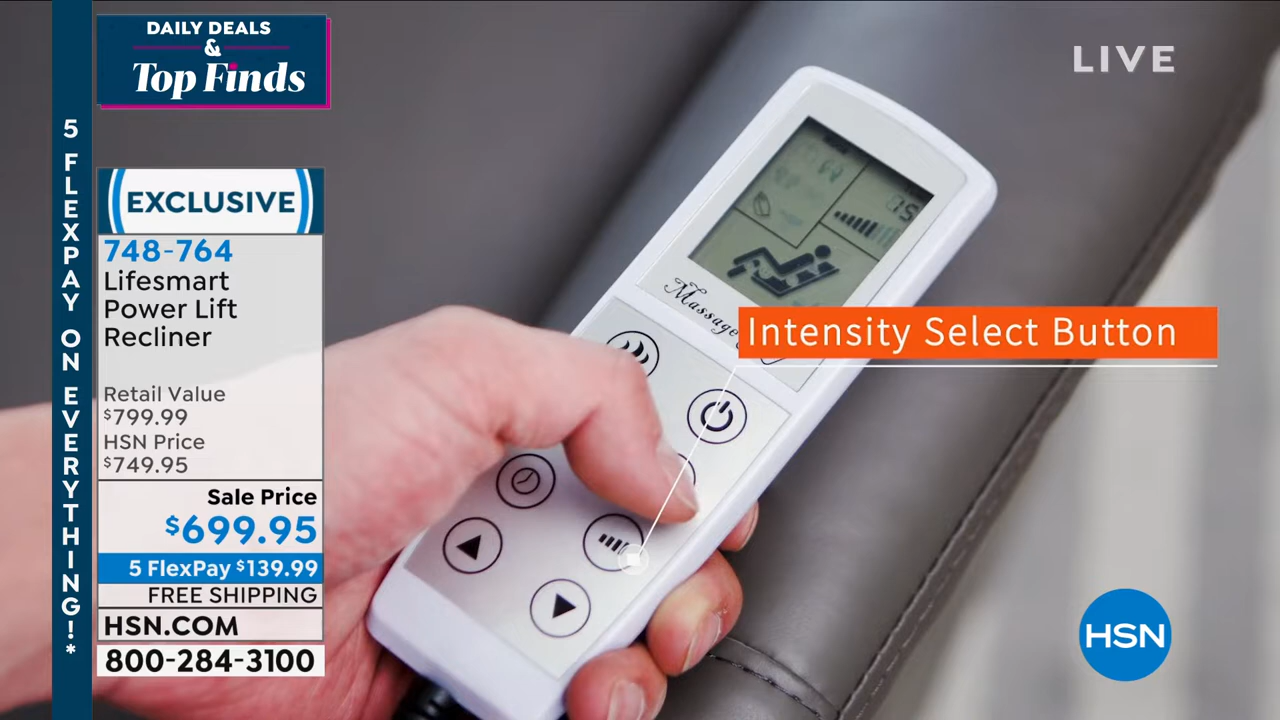 DAILY DEALS
&
Top Finds
LIVE
5 FLEXPAY ON EVERYTHING!*
EXCLUSIVE
748-764
Lifesmart
Power Lift
Recliner
Retail Value
$799.99
HSN Price
$749.95
Sale Price
$699.95
5 FlexPay $139.99
FREE SHIPPING
HSN.COM
800-284-3100
15
Massage
Intensity Select Button
HSN